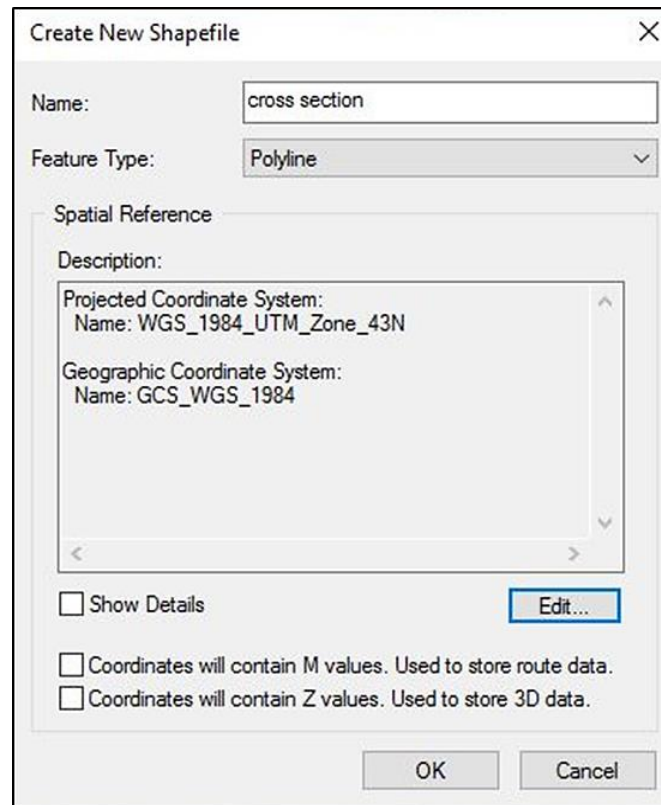 Create New Shapefile
Name: cross section
Feature Type: Polyline
Spatial Reference
Description:
Projected Coordinate System:
Name: WGS_1984_UTM_Zone_43N
Geographic Coordinate System:
Name: GCS_WGS_1984
Show Details
Edit...
Coordinates will contain M values. Used to store route data.
Coordinates will contain Z values. Used to store 3D data.
OK
Cancel